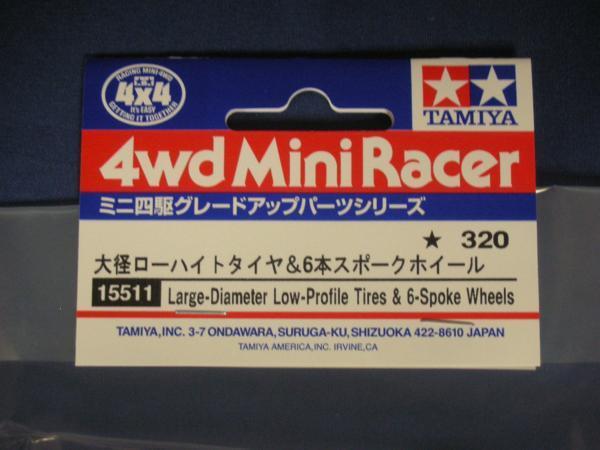 RACING MINI-4WD
4x4
It's EASY
GETTING IT TOGETHER
TAMIYA
4wd Mini Racer
ミニ四駆グレードアップパーツシリーズ
★ 320
大径ローハイトタイヤ&6本スポークホイール
15511 Large-Diameter Low-Profile Tires & 6-Spoke Wheels
TAMIYA,INC. 3-7 ONDAWARA,SURUGA-KU,SHIZUOKA 422-8610 JAPAN
TAMIYA AMERICA,INC. IRVINE,CA